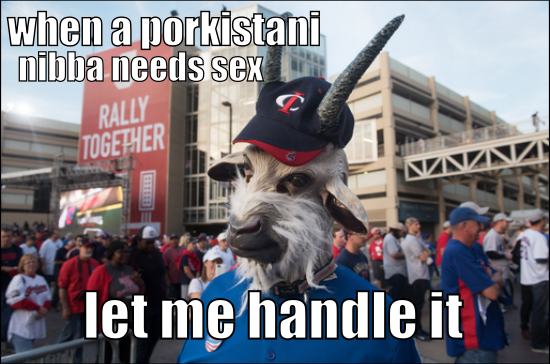 when a porkistani
nibba needs sex
RALLY
TOGETHER
C
let me handle it